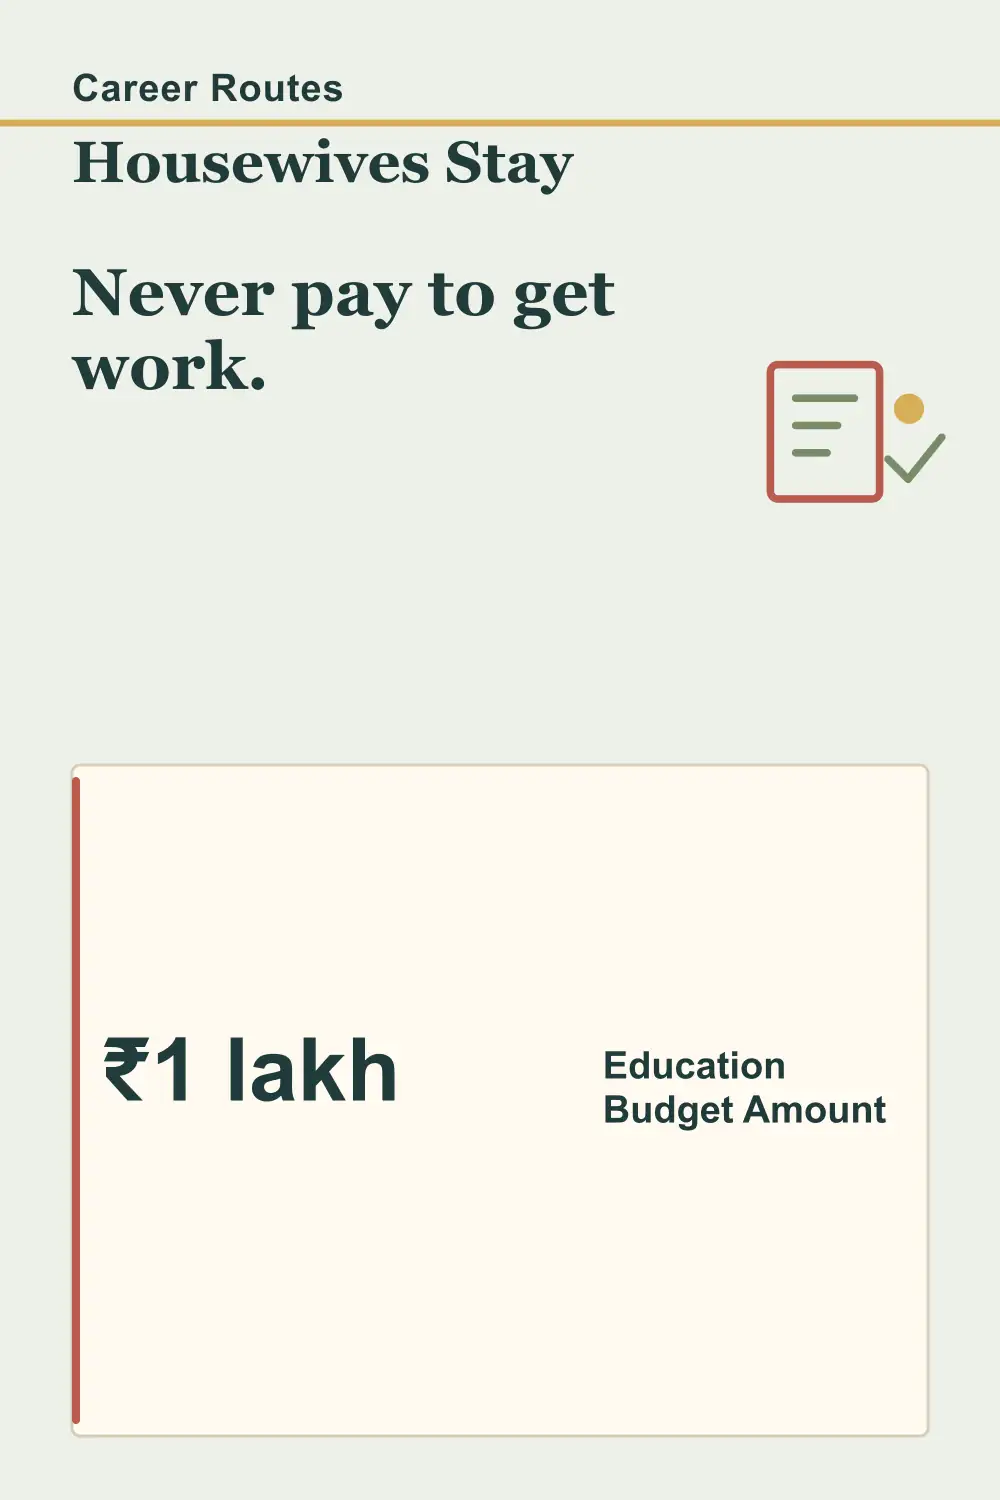 Career Routes
Housewives Stay
Never pay to get
work.
₹1 lakh
Education
Budget Amount